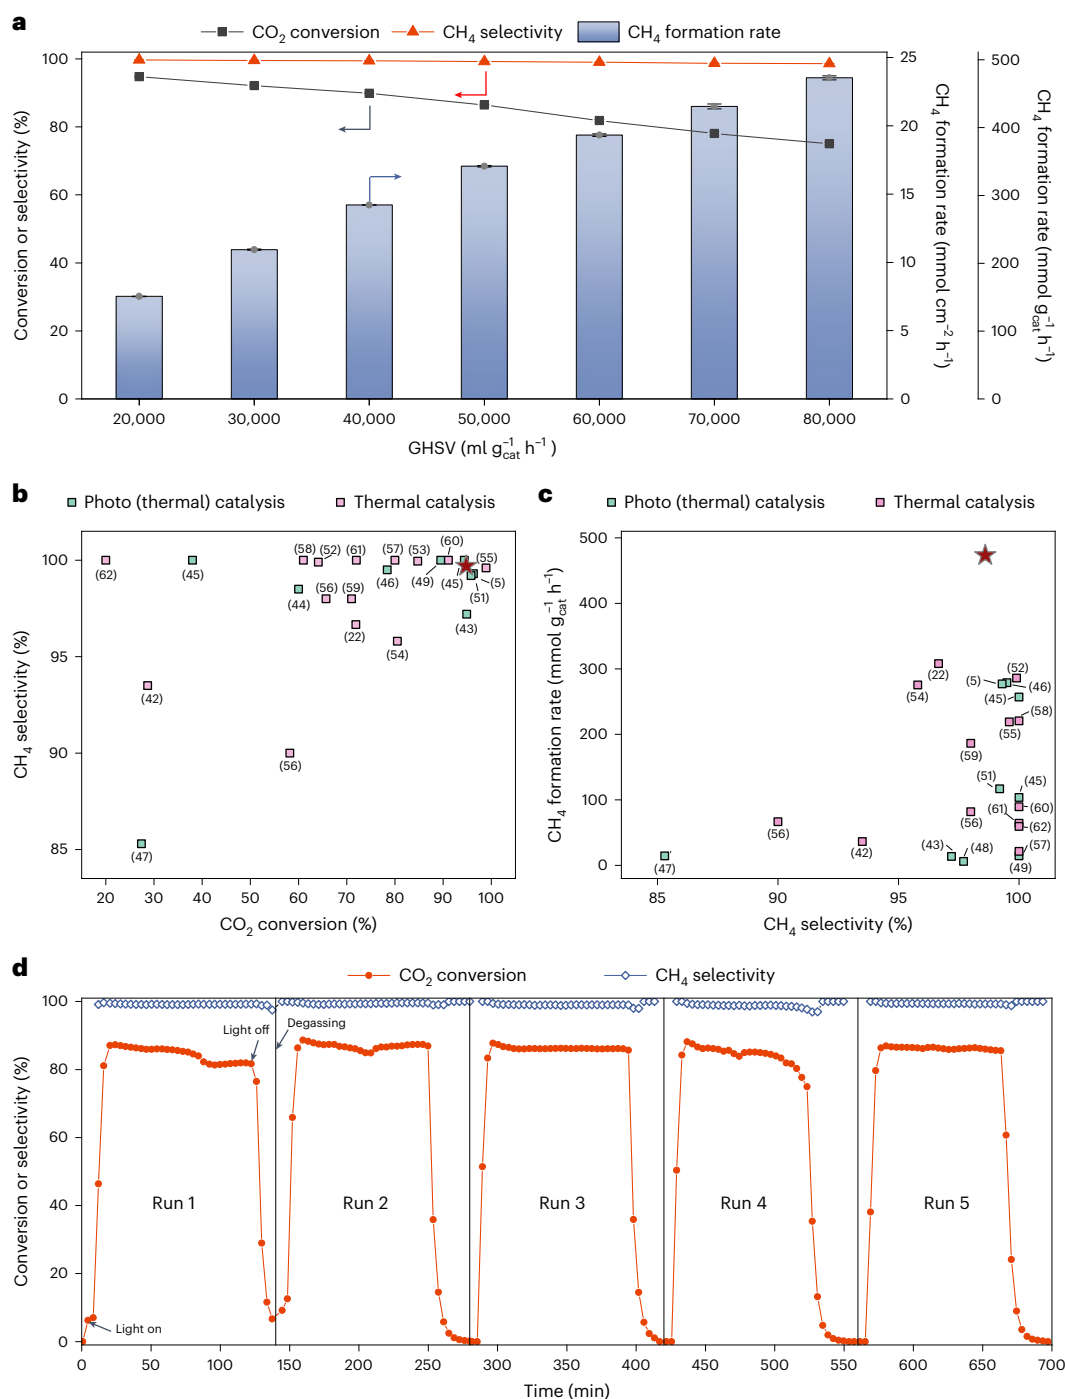 a
CO2 conversion
CH4 selectivity
CH4 formation rate
100
80
60
40
20
0
Conversion or selectivity (%)
25
20
15
10
5
0
CH4 formation rate (mmol cm−2 h−1)
500
400
300
200
100
0
CH4 formation rate (mmol gcat−1 h−1)
20,000 30,000 40,000 50,000 60,000 70,000 80,000
GHSV (ml gcat−1 h−1)
b
Photo (thermal) catalysis
Thermal catalysis
100
95
90
85
CH4 selectivity (%)
(62)
(45)
(58)
(52)
(61)
(57)
(53)
(60)
(55)
(44)
(56)
(59)
(46)
(49)
(45)
(5)
(51)
(22)
(43)
(54)
(42)
(56)
(47)
20 30 40 50 60 70 80 90 100
CO2 conversion (%)
c
Photo (thermal) catalysis
Thermal catalysis
500
400
300
200
100
0
CH4 formation rate (mmol gcat−1 h−1)
(22)
(52)
(5)
(54)
(46)
(45)
(58)
(55)
(59)
(51)
(45)
(61)
(60)
(56)
(56)
(62)
(42)
(43)
(48)
(57)
(47)
(49)
85 90 95 100
CH4 selectivity (%)
d
CO2 conversion
CH4 selectivity
100
80
60
40
20
0
Conversion or selectivity (%)
Light off
Degassing
Run 1
Run 2
Run 3
Run 4
Run 5
Light on
0 50 100 150 200 250 300 350 400 450 500 550 600 650 700
Time (min)